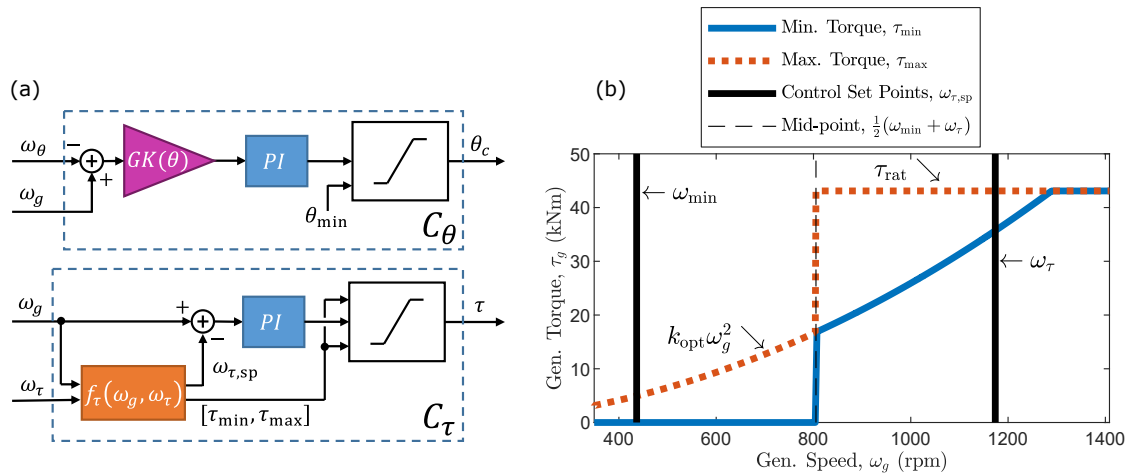 (a)
ω_θ
−
+
+
GK(θ)
PI
θ_c
ω_g
θ_min
C_θ
ω_g
+
−
PI
τ
ω_τ,sp
ω_τ
f_τ(ω_g, ω_τ)
[τ_min, τ_max]
C_τ
Min. Torque, τ_min
Max. Torque, τ_max
Control Set Points, ω_τ,sp
Mid-point, ½(ω_min + ω_τ)
(b)
50
40
30
20
10
0
Gen. Torque, τ_g (kNm)
← ω_min
τ_rat
← ω_τ
k_opt ω_g²
400 600 800 1000 1200 1400
Gen. Speed, ω_g (rpm)